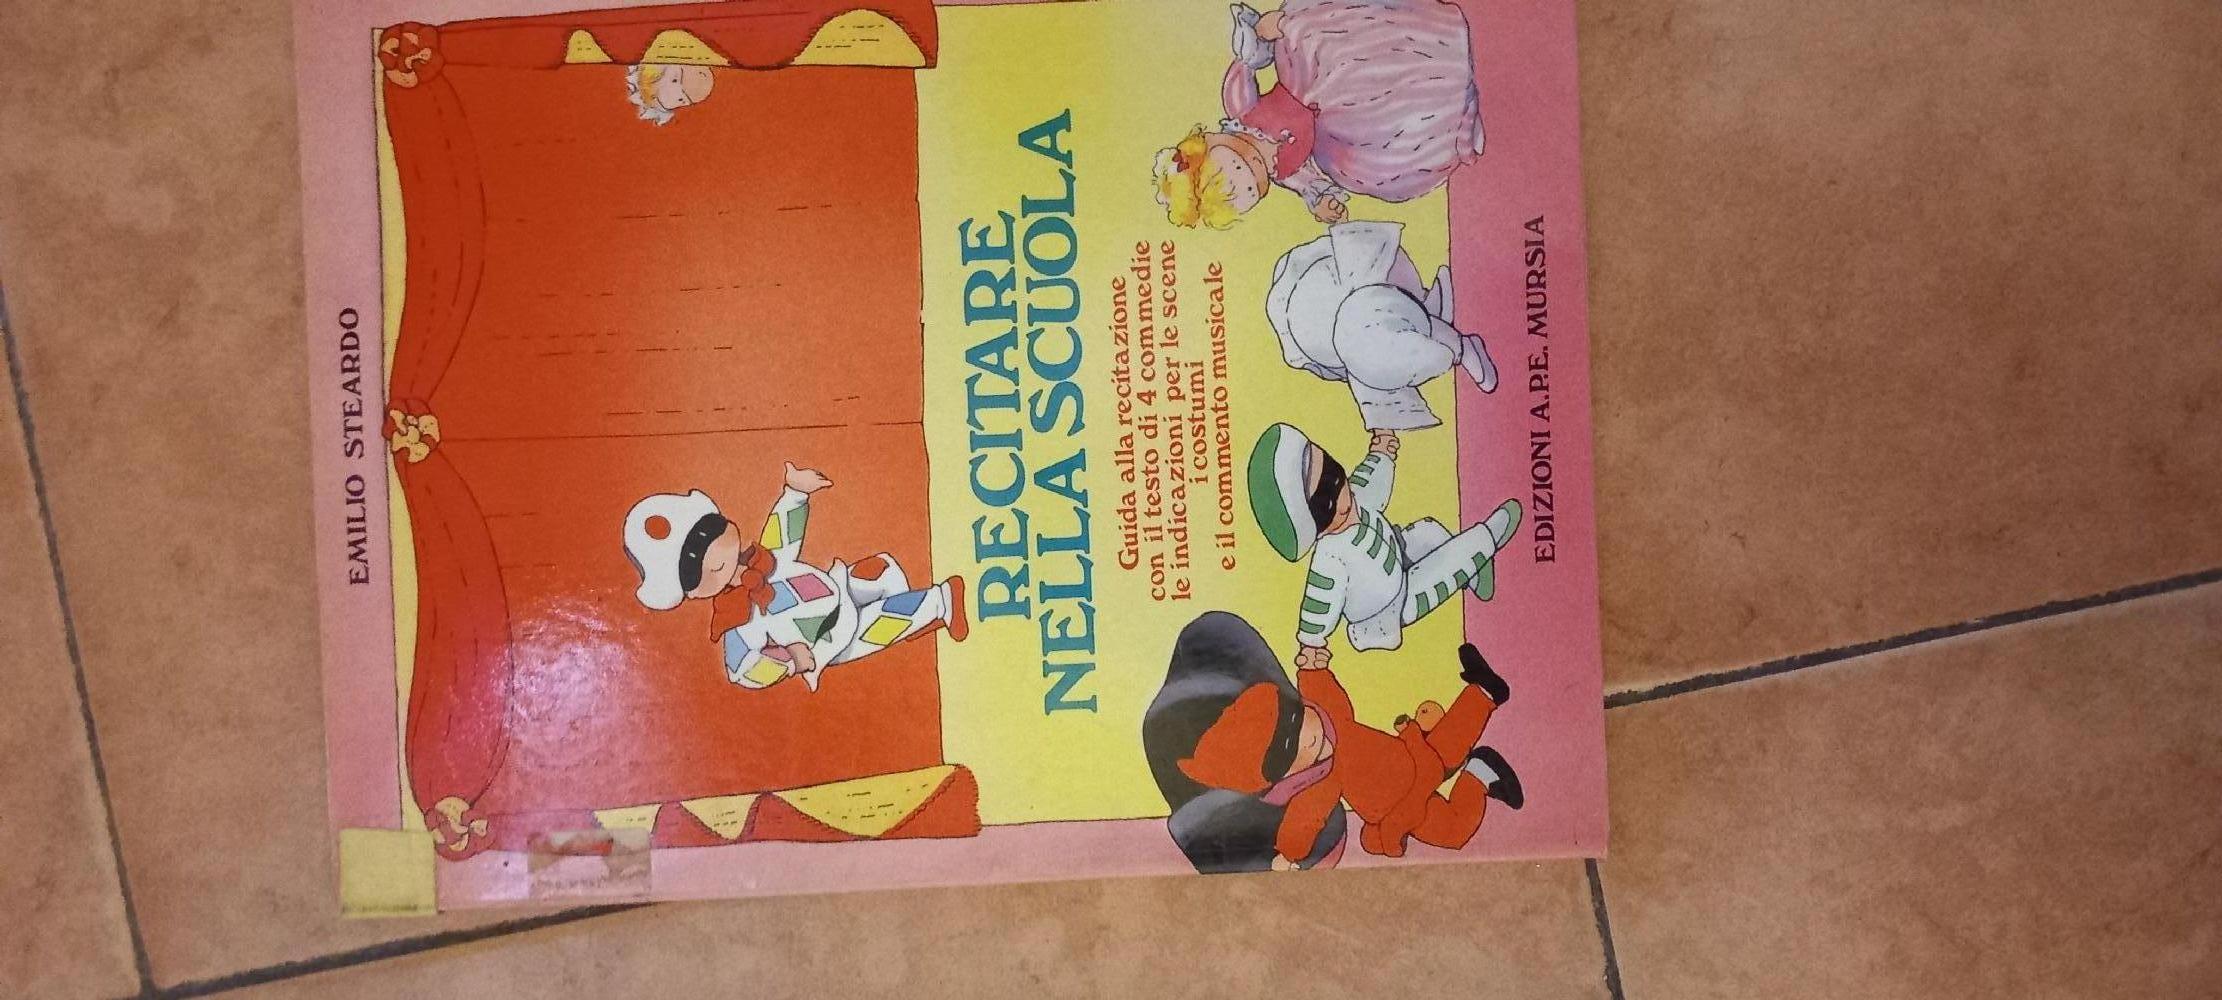 EMILIO STEARDO
RECITARE
NELLA SCUOLA
Guida alla recitazione
con il testo di 4 commedie
le indicazioni per le scene
i costumi
e il commento musicale
EDIZIONI A.P.E. MURSIA